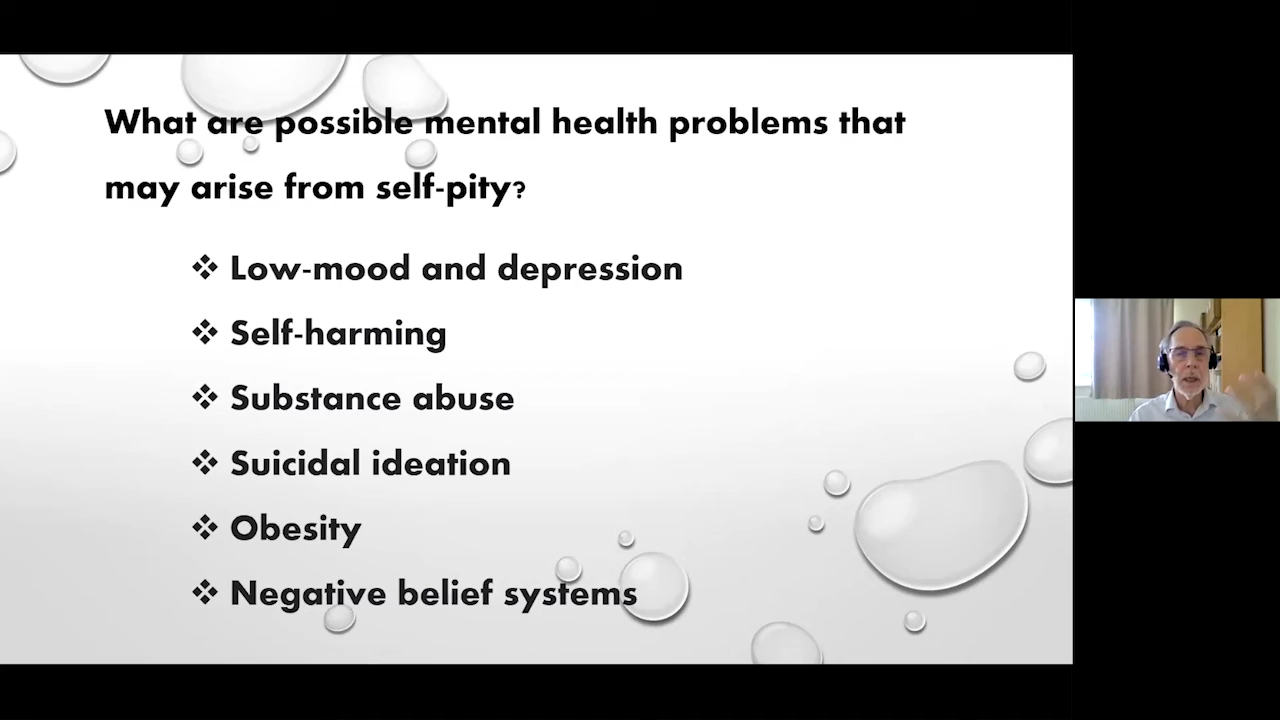 What are possible mental health problems that
may arise from self-pity?
❖ Low-mood and depression
❖ Self-harming
❖ Substance abuse
❖ Suicidal ideation
❖ Obesity
❖ Negative belief systems